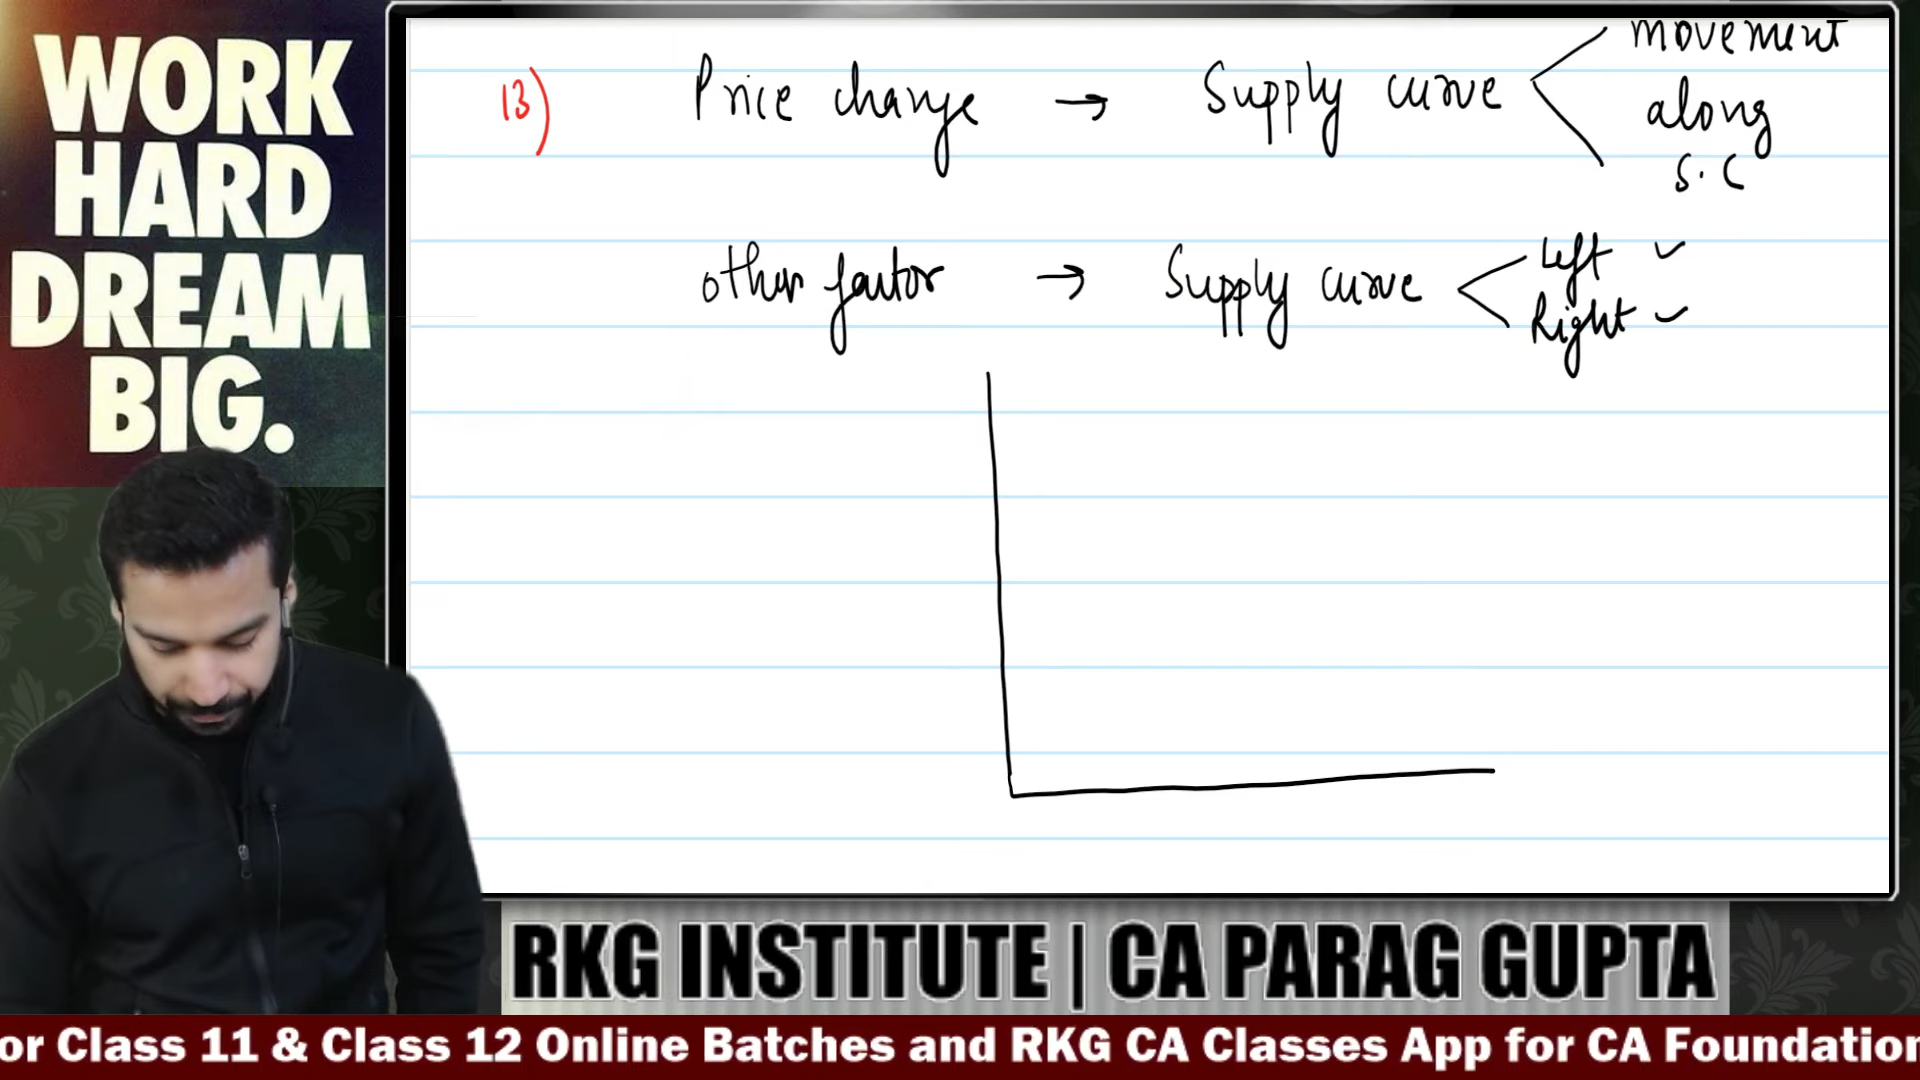 WORK
HARD
DREAM
BIG.
13) Price change → Supply curve
movement
along
S.C
other factor → Supply curve
Left ✓
Right ✓
RKG INSTITUTE | CA PARAG GUPTA
or Class 11 & Class 12 Online Batches and RKG CA Classes App for CA Foundation